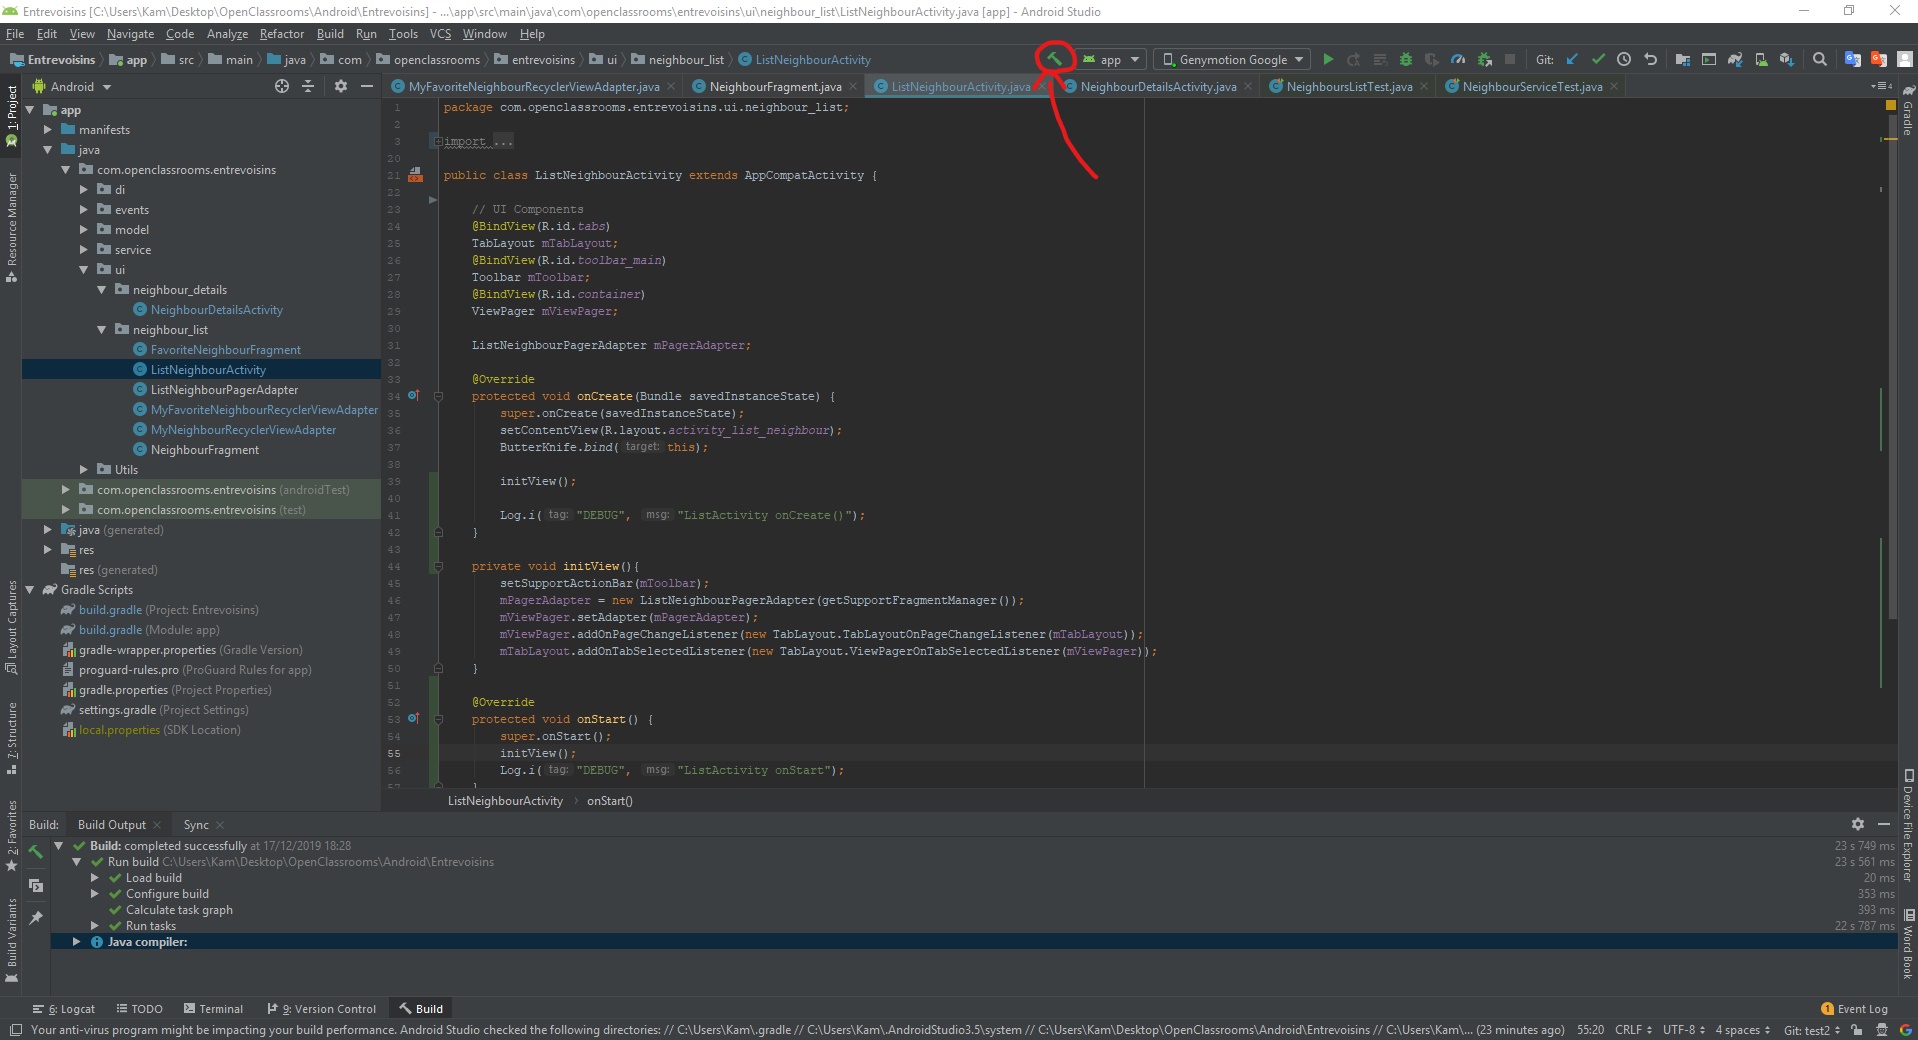 Entrevoisins [C:\Users\Kam\Desktop\OpenClassrooms\Android\Entrevoisins] - ...\app\src\main\java\com\openclassrooms\entrevoisins\ui\neighbour_list\ListNeighbourActivity.java [app] - Android Studio
File Edit View Navigate Code Analyze Refactor Build Run Tools VCS Window Help
Entrevoisins app src main java com openclassrooms entrevoisins ui neighbour_list ListNeighbourActivity app Genymotion Google Git:
Android MyFavoriteNeighbourRecyclerViewAdapter.java NeighbourFragment.java ListNeighbourActivity.java NeighbourDetailsActivity.java NeighboursListTest.java NeighbourServiceTest.java
1: Project
Resource Manager
Layout Captures
7: Structure
2: Favorites
Build Variants
app
manifests
java
com.openclassrooms.entrevoisins
di
events
model
service
ui
neighbour_details
NeighbourDetailsActivity
neighbour_list
FavoriteNeighbourFragment
ListNeighbourActivity
ListNeighbourPagerAdapter
MyFavoriteNeighbourRecyclerViewAdapter
MyNeighbourRecyclerViewAdapter
NeighbourFragment
Utils
com.openclassrooms.entrevoisins (androidTest)
com.openclassrooms.entrevoisins (test)
java (generated)
res
res (generated)
Gradle Scripts
build.gradle (Project: Entrevoisins)
build.gradle (Module: app)
gradle-wrapper.properties (Gradle Version)
proguard-rules.pro (ProGuard Rules for app)
gradle.properties (Project Properties)
settings.gradle (Project Settings)
local.properties (SDK Location)
1 package com.openclassrooms.entrevoisins.ui.neighbour_list;
2
3 import ...
20
21 public class ListNeighbourActivity extends AppCompatActivity {
22
23 // UI Components
24 @BindView(R.id.tabs)
25 TabLayout mTabLayout;
26 @BindView(R.id.toolbar_main)
27 Toolbar mToolbar;
28 @BindView(R.id.container)
29 ViewPager mViewPager;
30
31 ListNeighbourPagerAdapter mPagerAdapter;
32
33 @Override
34 protected void onCreate(Bundle savedInstanceState) {
35 super.onCreate(savedInstanceState);
36 setContentView(R.layout.activity_list_neighbour);
37 ButterKnife.bind( target: this);
38
39 initView();
40
41 Log.i( tag: "DEBUG", msg: "ListActivity onCreate()");
42 }
43
44 private void initView(){
45 setSupportActionBar(mToolbar);
46 mPagerAdapter = new ListNeighbourPagerAdapter(getSupportFragmentManager());
47 mViewPager.setAdapter(mPagerAdapter);
48 mViewPager.addOnPageChangeListener(new TabLayout.TabLayoutOnPageChangeListener(mTabLayout));
49 mTabLayout.addOnTabSelectedListener(new TabLayout.ViewPagerOnTabSelectedListener(mViewPager));
50 }
51
52 @Override
53 protected void onStart() {
54 super.onStart();
55 initView();
56 Log.i( tag: "DEBUG", msg: "ListActivity onStart");
57 }
ListNeighbourActivity onStart()
Gradle
Device File Explorer
Word Book
Build: Build Output Sync
Build: completed successfully at 17/12/2019 18:28 23 s 749 ms
Run build C:\Users\Kam\Desktop\OpenClassrooms\Android\Entrevoisins 23 s 561 ms
Load build 20 ms
Configure build 353 ms
Calculate task graph 393 ms
Run tasks 22 s 787 ms
Java compiler:
6: Logcat TODO Terminal 9: Version Control Build 1 Event Log
Your anti-virus program might be impacting your build performance. Android Studio checked the following directories: // C:\Users\Kam\.gradle // C:\Users\Kam\.AndroidStudio3.5\system // C:\Users\Kam\Desktop\OpenClassrooms\Android\Entrevoisins // C:\Users\Kam\... (23 minutes ago) 55:20 CRLF UTF-8 4 spaces Git: test2